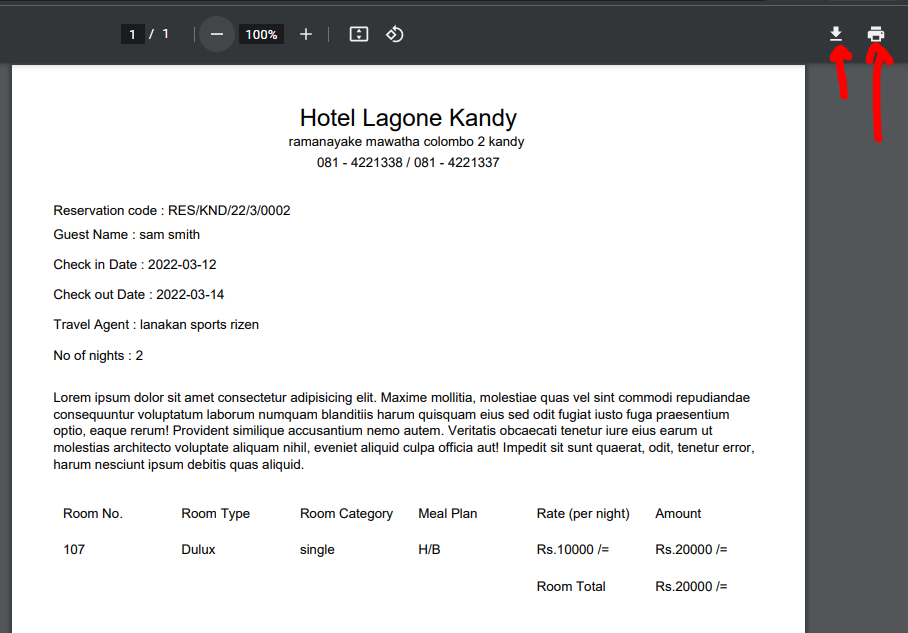 1 / 1 100%
Hotel Lagone Kandy
ramanayake mawatha colombo 2 kandy
081 - 4221338 / 081 - 4221337
Reservation code : RES/KND/22/3/0002
Guest Name : sam smith
Check in Date : 2022-03-12
Check out Date : 2022-03-14
Travel Agent : lanakan sports rizen
No of nights : 2
Lorem ipsum dolor sit amet consectetur adipisicing elit. Maxime mollitia, molestiae quas vel sint commodi repudiandae
consequuntur voluptatum laborum numquam blanditiis harum quisquam eius sed odit fugiat iusto fuga praesentium
optio, eaque rerum! Provident similique accusantium nemo autem. Veritatis obcaecati tenetur iure eius earum ut
molestias architecto voluptate aliquam nihil, eveniet aliquid culpa officia aut! Impedit sit sunt quaerat, odit, tenetur error,
harum nesciunt ipsum debitis quas aliquid.
Room No. Room Type Room Category Meal Plan Rate (per night) Amount
107 Dulux single H/B Rs.10000 /= Rs.20000 /=
Room Total Rs.20000 /=